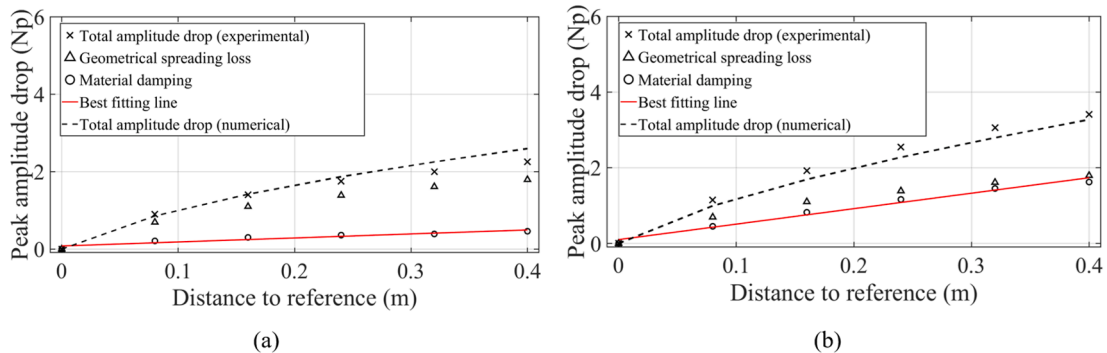 6
4
2
0
Peak amplitude drop (Np)
Total amplitude drop (experimental)
Geometrical spreading loss
Material damping
Best fitting line
Total amplitude drop (numerical)
0
0.1
0.2
0.3
0.4
Distance to reference (m)
(a)
6
4
2
0
Peak amplitude drop (Np)
Total amplitude drop (experimental)
Geometrical spreading loss
Material damping
Best fitting line
Total amplitude drop (numerical)
0
0.1
0.2
0.3
0.4
Distance to reference (m)
(b)